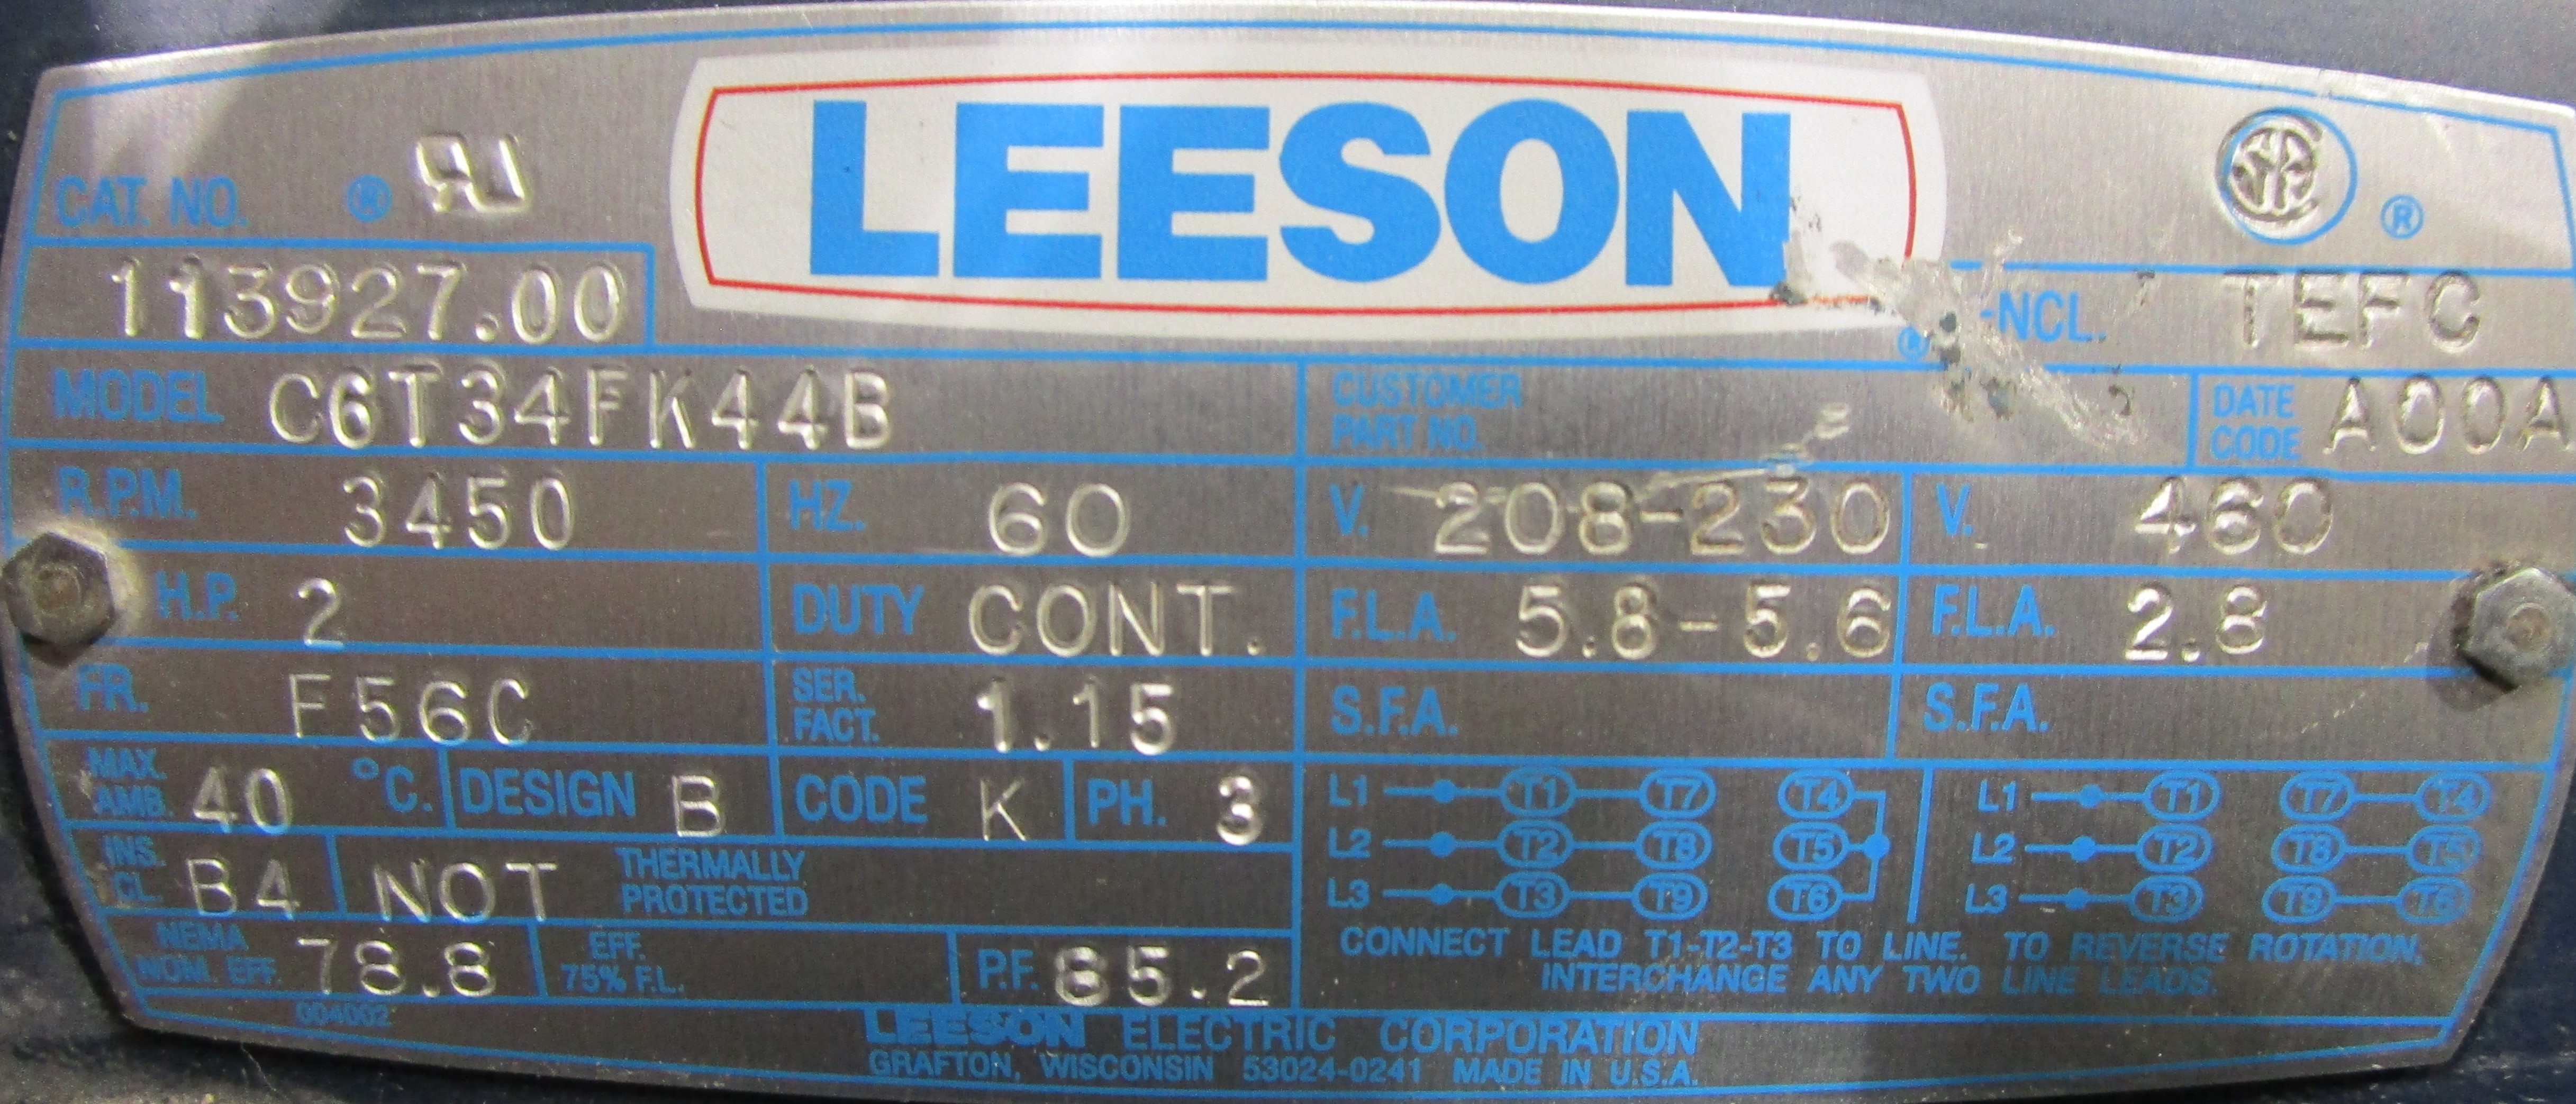 LEESON
CAT. NO. ®
113927.00
®
-NCL. TEFC
MODEL C6T34FK44B
CUSTOMER PART NO.
DATE CODE A00A
R.P.M. 3450 HZ. 60 V. 208-230 V. 460
H.P. 2 DUTY CONT. F.L.A. 5.8-5.6 F.L.A. 2.8
FR. F56C SER. FACT. 1.15 S.F.A. S.F.A.
MAX. AMB. 40 °C. DESIGN B CODE K PH. 3
INS. CL. B4 NOT THERMALLY PROTECTED
NEMA NOM. EFF. 78.8 EFF. 75% F.L. P.F. 85.2
L1 T1 T7 T4 L1 T1 T7 T4
L2 T2 T8 T5 L2 T2 T8 T5
L3 T3 T9 T6 L3 T3 T9 T6
CONNECT LEAD T1-T2-T3 TO LINE. TO REVERSE ROTATION,
INTERCHANGE ANY TWO LINE LEADS.
004002
LEESON ELECTRIC CORPORATION
GRAFTON, WISCONSIN 53024-0241 MADE IN U.S.A.